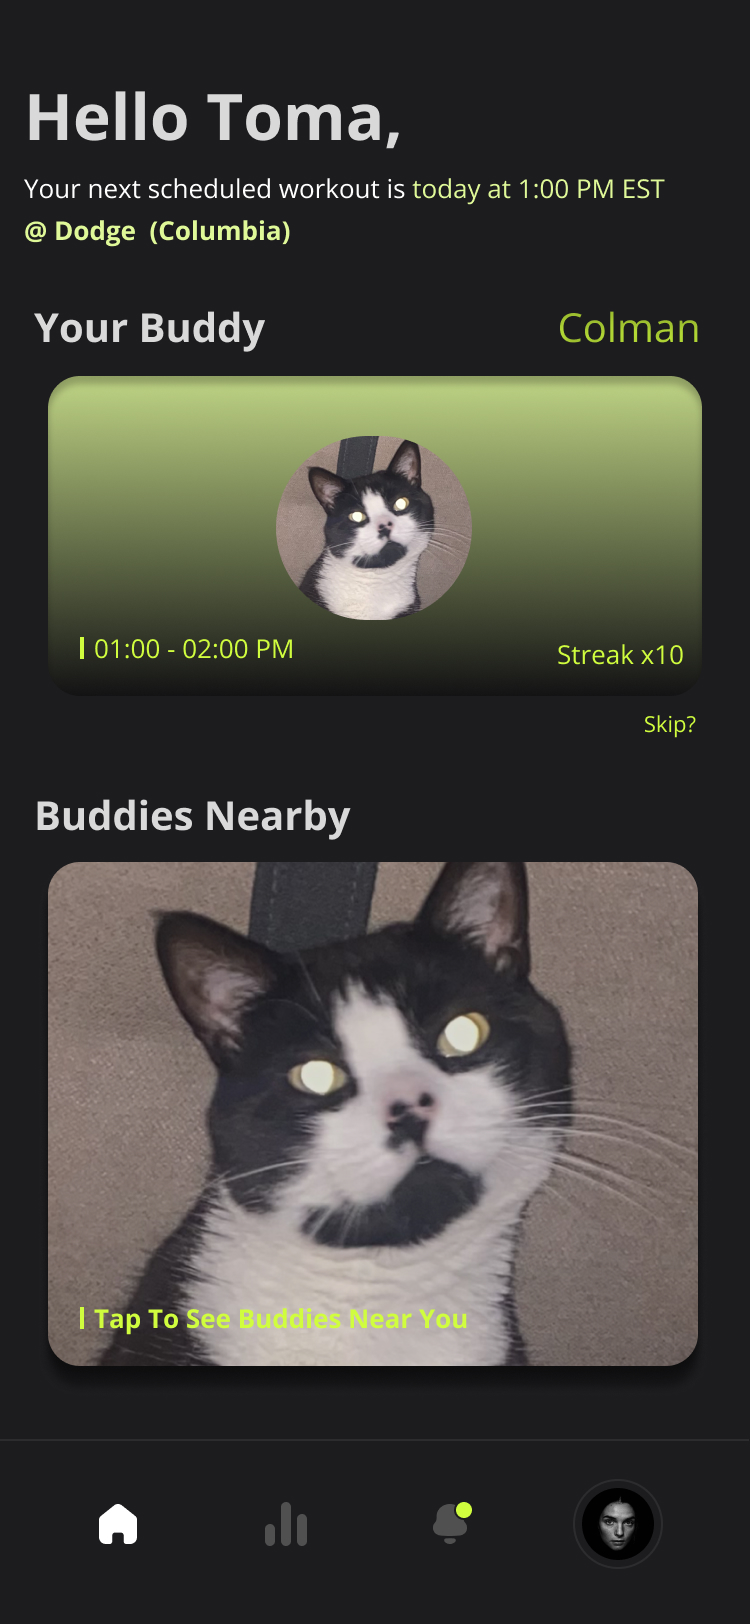 Hello Toma,
Your next scheduled workout is today at 1:00 PM EST
@ Dodge (Columbia)
Your Buddy
Colman
01:00 - 02:00 PM
Streak x10
Skip?
Buddies Nearby
Tap To See Buddies Near You